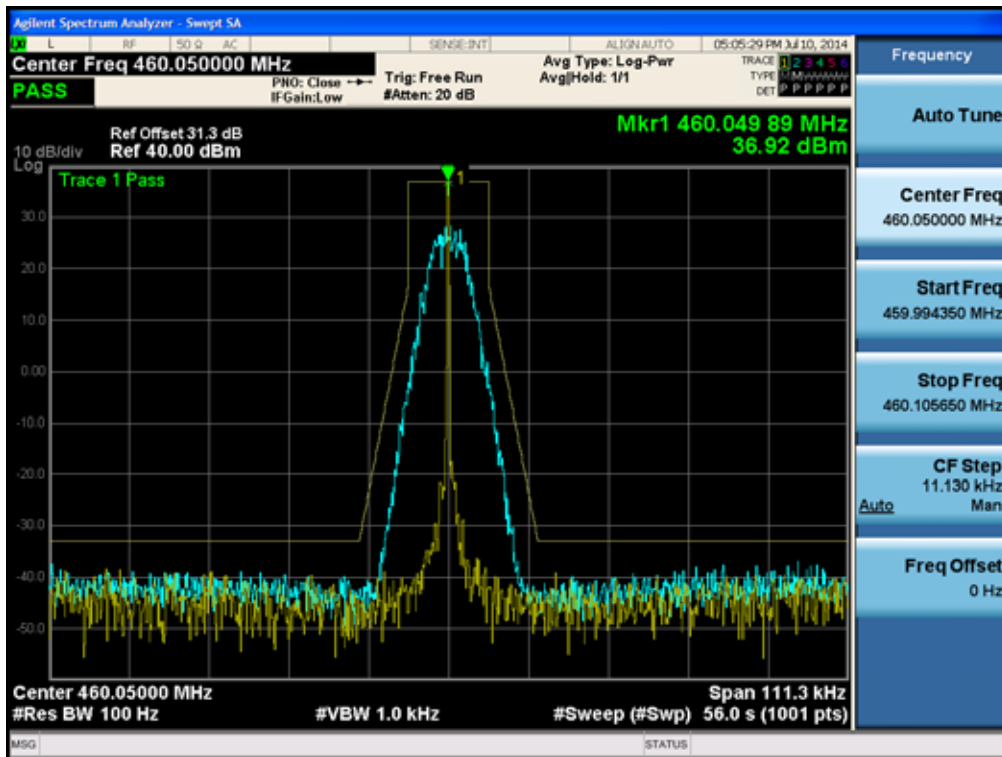 Agilent Spectrum Analyzer - Swept SA
LXI L RF 50 Ω AC SENSE:INT ALIGN AUTO 05:05:29 PM Jul 10, 2014
Center Freq 460.050000 MHz
PASS
PNO: Close
IFGain:Low
Trig: Free Run
#Atten: 20 dB
Avg Type: Log-Pwr
Avg|Hold: 1/1
TRACE 1 2 3 4 5 6
TYPE
DET P P P P P P
Frequency
Ref Offset 31.3 dB
10 dB/div Ref 40.00 dBm
Log
Mkr1 460.049 89 MHz
36.92 dBm
Trace 1 Pass
1
30.0
20.0
10.0
0.00
-10.0
-20.0
-30.0
-40.0
-50.0
Center 460.05000 MHz Span 111.3 kHz
#Res BW 100 Hz #VBW 1.0 kHz #Sweep (#Swp) 56.0 s (1001 pts)
MSG STATUS
Auto Tune
Center Freq
460.050000 MHz
Start Freq
459.994350 MHz
Stop Freq
460.105650 MHz
CF Step
11.130 kHz
Auto Man
Freq Offset
0 Hz